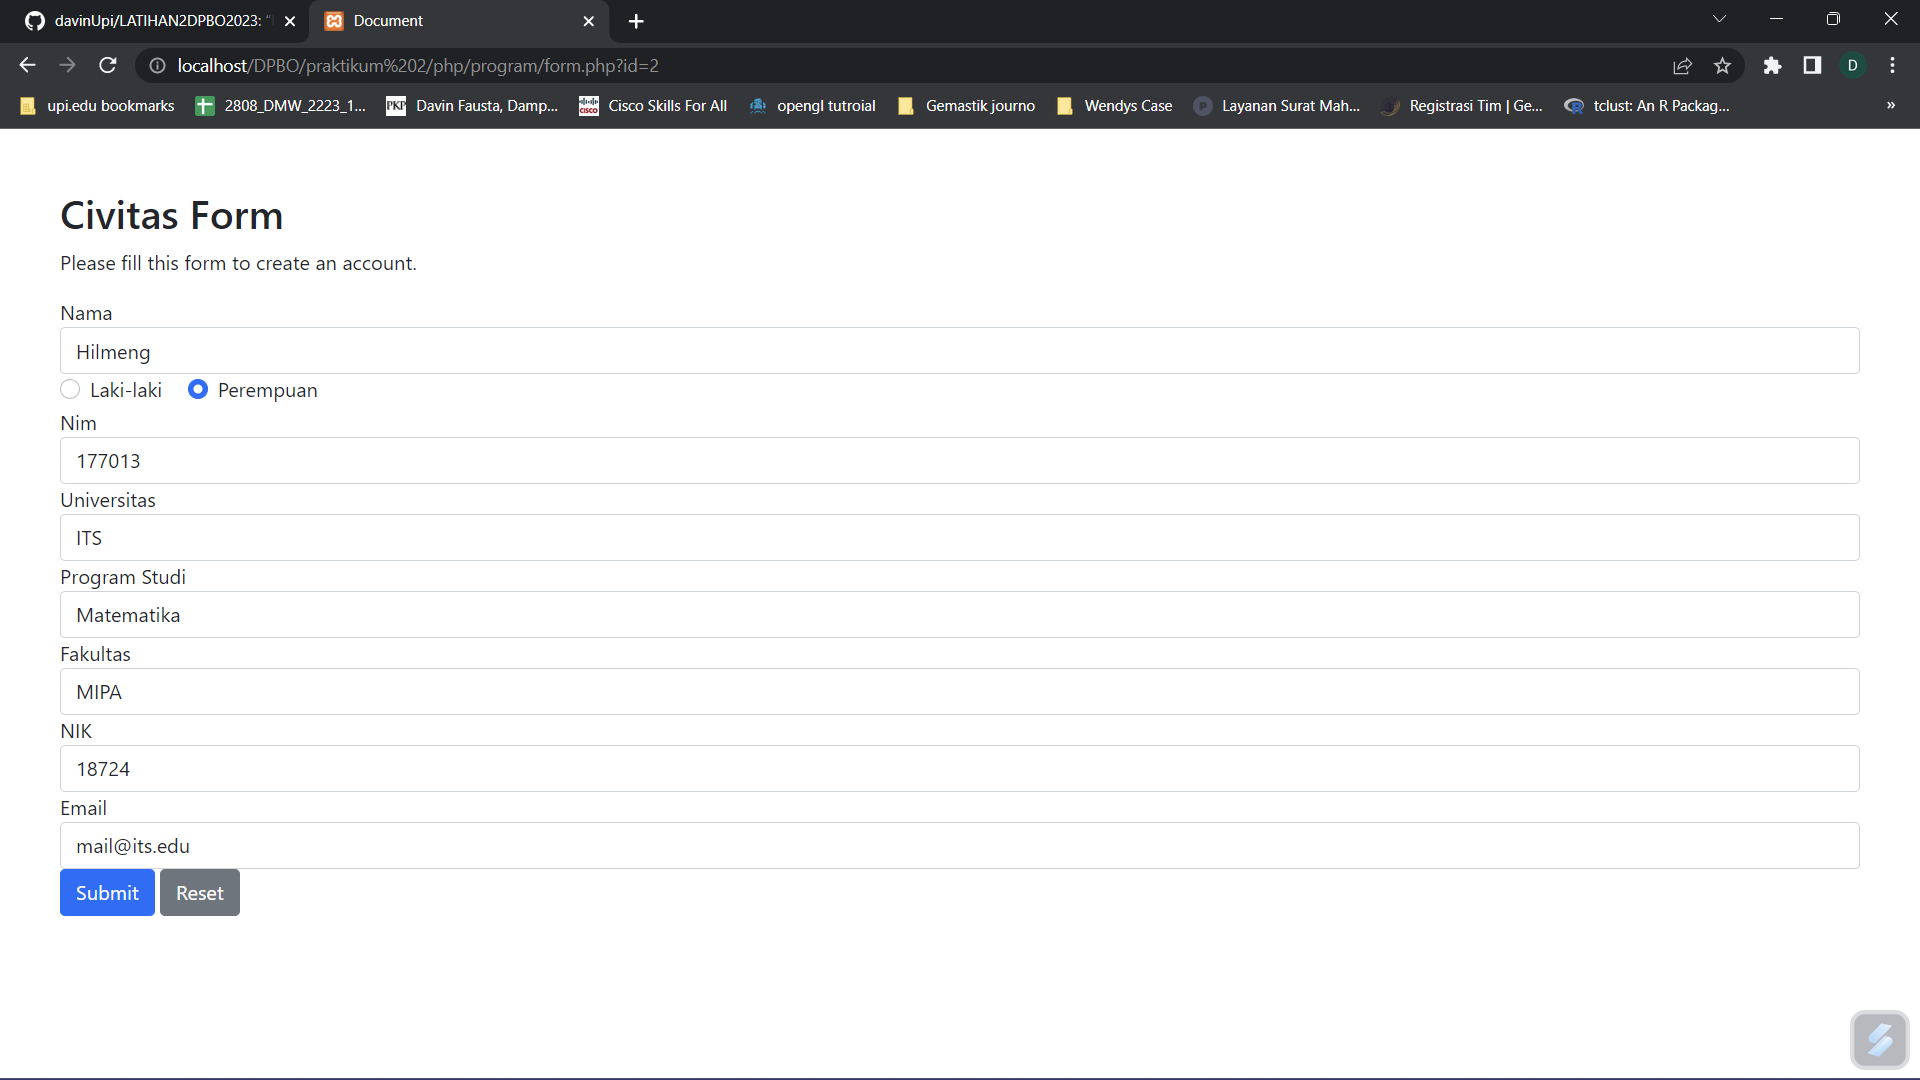 davinUpi/LATIHAN2DPBO2023: "
Document
localhost/DPBO/praktikum%202/php/program/form.php?id=2
D
upi.edu bookmarks
2808_DMW_2223_1...
PKP
Davin Fausta, Damp...
CISCO
Cisco Skills For All
opengl tutroial
Gemastik journo
Wendys Case
P
Layanan Surat Mah...
Registrasi Tim | Ge...
R
tclust: An R Packag...
»
Civitas Form
Please fill this form to create an account.
Nama
Hilmeng
Laki-laki
Perempuan
Nim
177013
Universitas
ITS
Program Studi
Matematika
Fakultas
MIPA
NIK
18724
Email
mail@its.edu
Submit
Reset